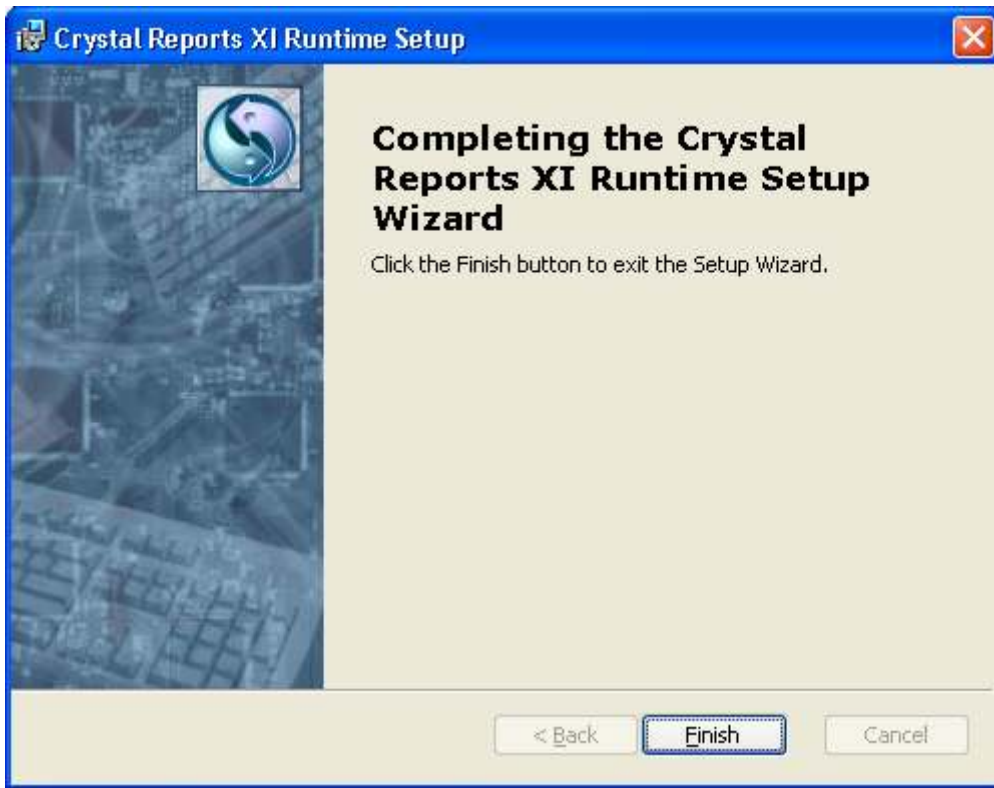 Crystal Reports XI Runtime Setup
Completing the Crystal
Reports XI Runtime Setup
Wizard
Click the Finish button to exit the Setup Wizard.
< Back
Finish
Cancel